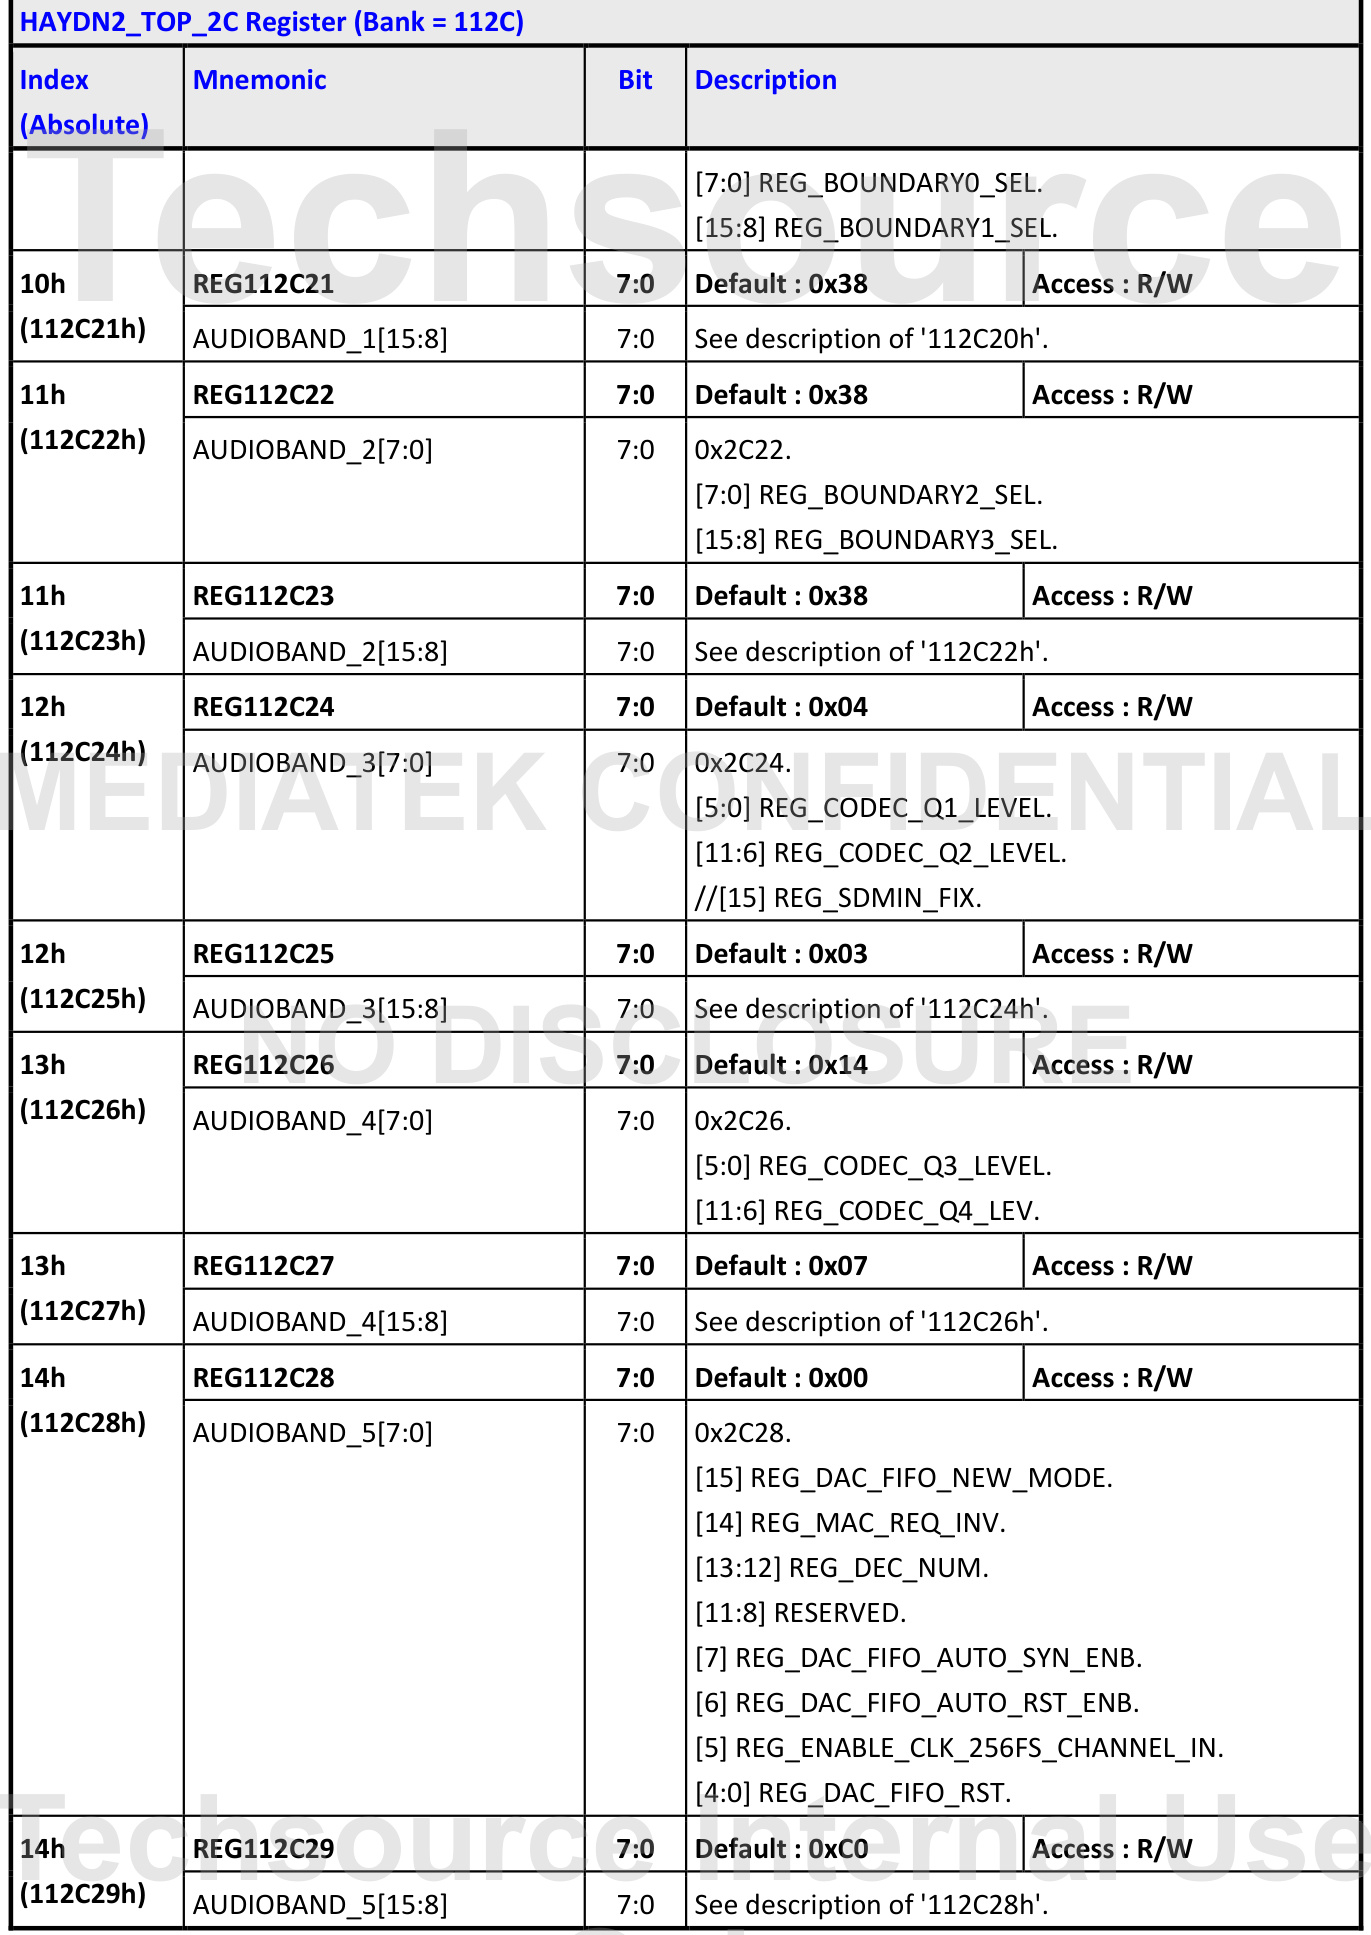 HAYDN2_TOP_2C Register (Bank = 112C)
Index (Absolute) Mnemonic Bit Description
[7:0] REG_BOUNDARY0_SEL.
[15:8] REG_BOUNDARY1_SEL.
10h (112C21h) REG112C21 7:0 Default : 0x38 Access : R/W
AUDIOBAND_1[15:8] 7:0 See description of '112C20h'.
11h (112C22h) REG112C22 7:0 Default : 0x38 Access : R/W
AUDIOBAND_2[7:0] 7:0 0x2C22.
[7:0] REG_BOUNDARY2_SEL.
[15:8] REG_BOUNDARY3_SEL.
11h (112C23h) REG112C23 7:0 Default : 0x38 Access : R/W
AUDIOBAND_2[15:8] 7:0 See description of '112C22h'.
12h (112C24h) REG112C24 7:0 Default : 0x04 Access : R/W
AUDIOBAND_3[7:0] 7:0 0x2C24.
[5:0] REG_CODEC_Q1_LEVEL.
[11:6] REG_CODEC_Q2_LEVEL.
//[15] REG_SDMIN_FIX.
12h (112C25h) REG112C25 7:0 Default : 0x03 Access : R/W
AUDIOBAND_3[15:8] 7:0 See description of '112C24h'.
13h (112C26h) REG112C26 7:0 Default : 0x14 Access : R/W
AUDIOBAND_4[7:0] 7:0 0x2C26.
[5:0] REG_CODEC_Q3_LEVEL.
[11:6] REG_CODEC_Q4_LEV.
13h (112C27h) REG112C27 7:0 Default : 0x07 Access : R/W
AUDIOBAND_4[15:8] 7:0 See description of '112C26h'.
14h (112C28h) REG112C28 7:0 Default : 0x00 Access : R/W
AUDIOBAND_5[7:0] 7:0 0x2C28.
[15] REG_DAC_FIFO_NEW_MODE.
[14] REG_MAC_REQ_INV.
[13:12] REG_DEC_NUM.
[11:8] RESERVED.
[7] REG_DAC_FIFO_AUTO_SYN_ENB.
[6] REG_DAC_FIFO_AUTO_RST_ENB.
[5] REG_ENABLE_CLK_256FS_CHANNEL_IN.
[4:0] REG_DAC_FIFO_RST.
14h (112C29h) REG112C29 7:0 Default : 0xC0 Access : R/W
AUDIOBAND_5[15:8] 7:0 See description of '112C28h'.
Techsource
MEDIATEK CONFIDENTIAL
NO DISCLOSURE
Techsource Internal Use